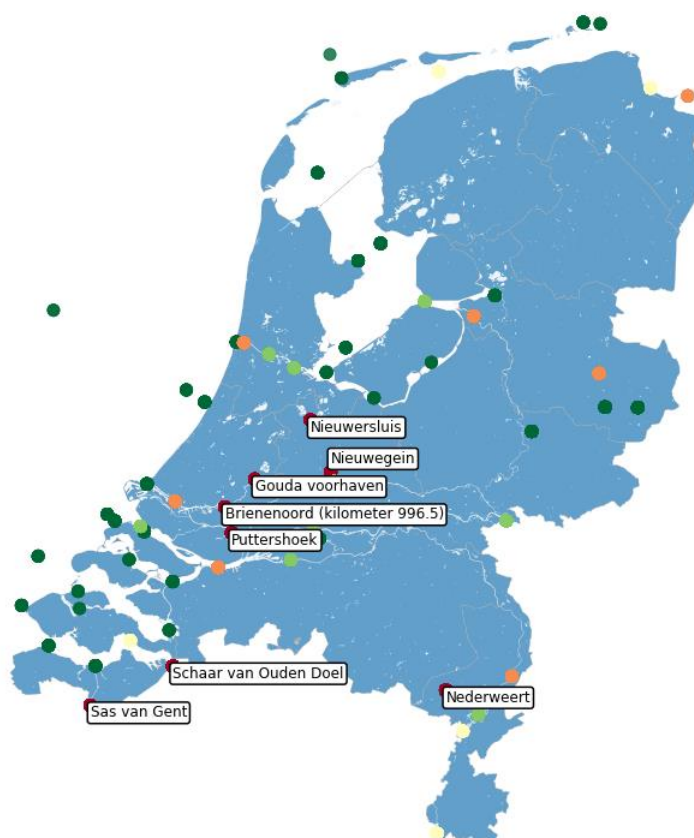 Nieuwersluis
Nieuwegein
Gouda voorhaven
Brienenoord (kilometer 996.5)
Puttershoek
Schaar van Ouden Doel
Nederweert
Sas van Gent